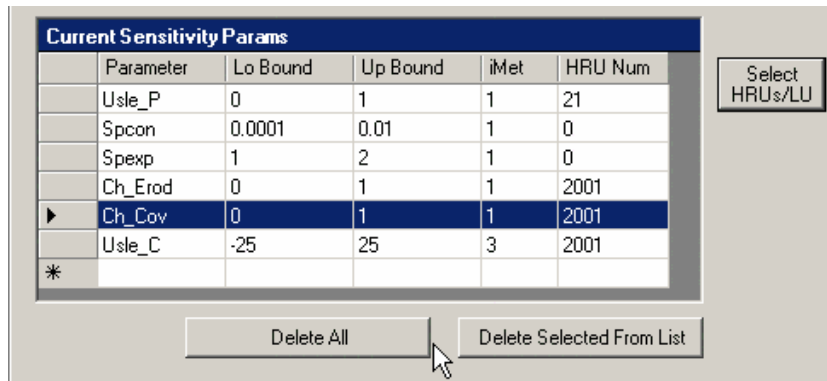 Current Sensitivity Params
Parameter Lo Bound Up Bound iMet HRU Num
Usle_P 0 1 1 21
Spcon 0.0001 0.01 1 0
Spexp 1 2 1 0
Ch_Erod 0 1 1 2001
Ch_Cov 0 1 1 2001
Usle_C -25 25 3 2001
Select
HRUs/LU
Delete All Delete Selected From List